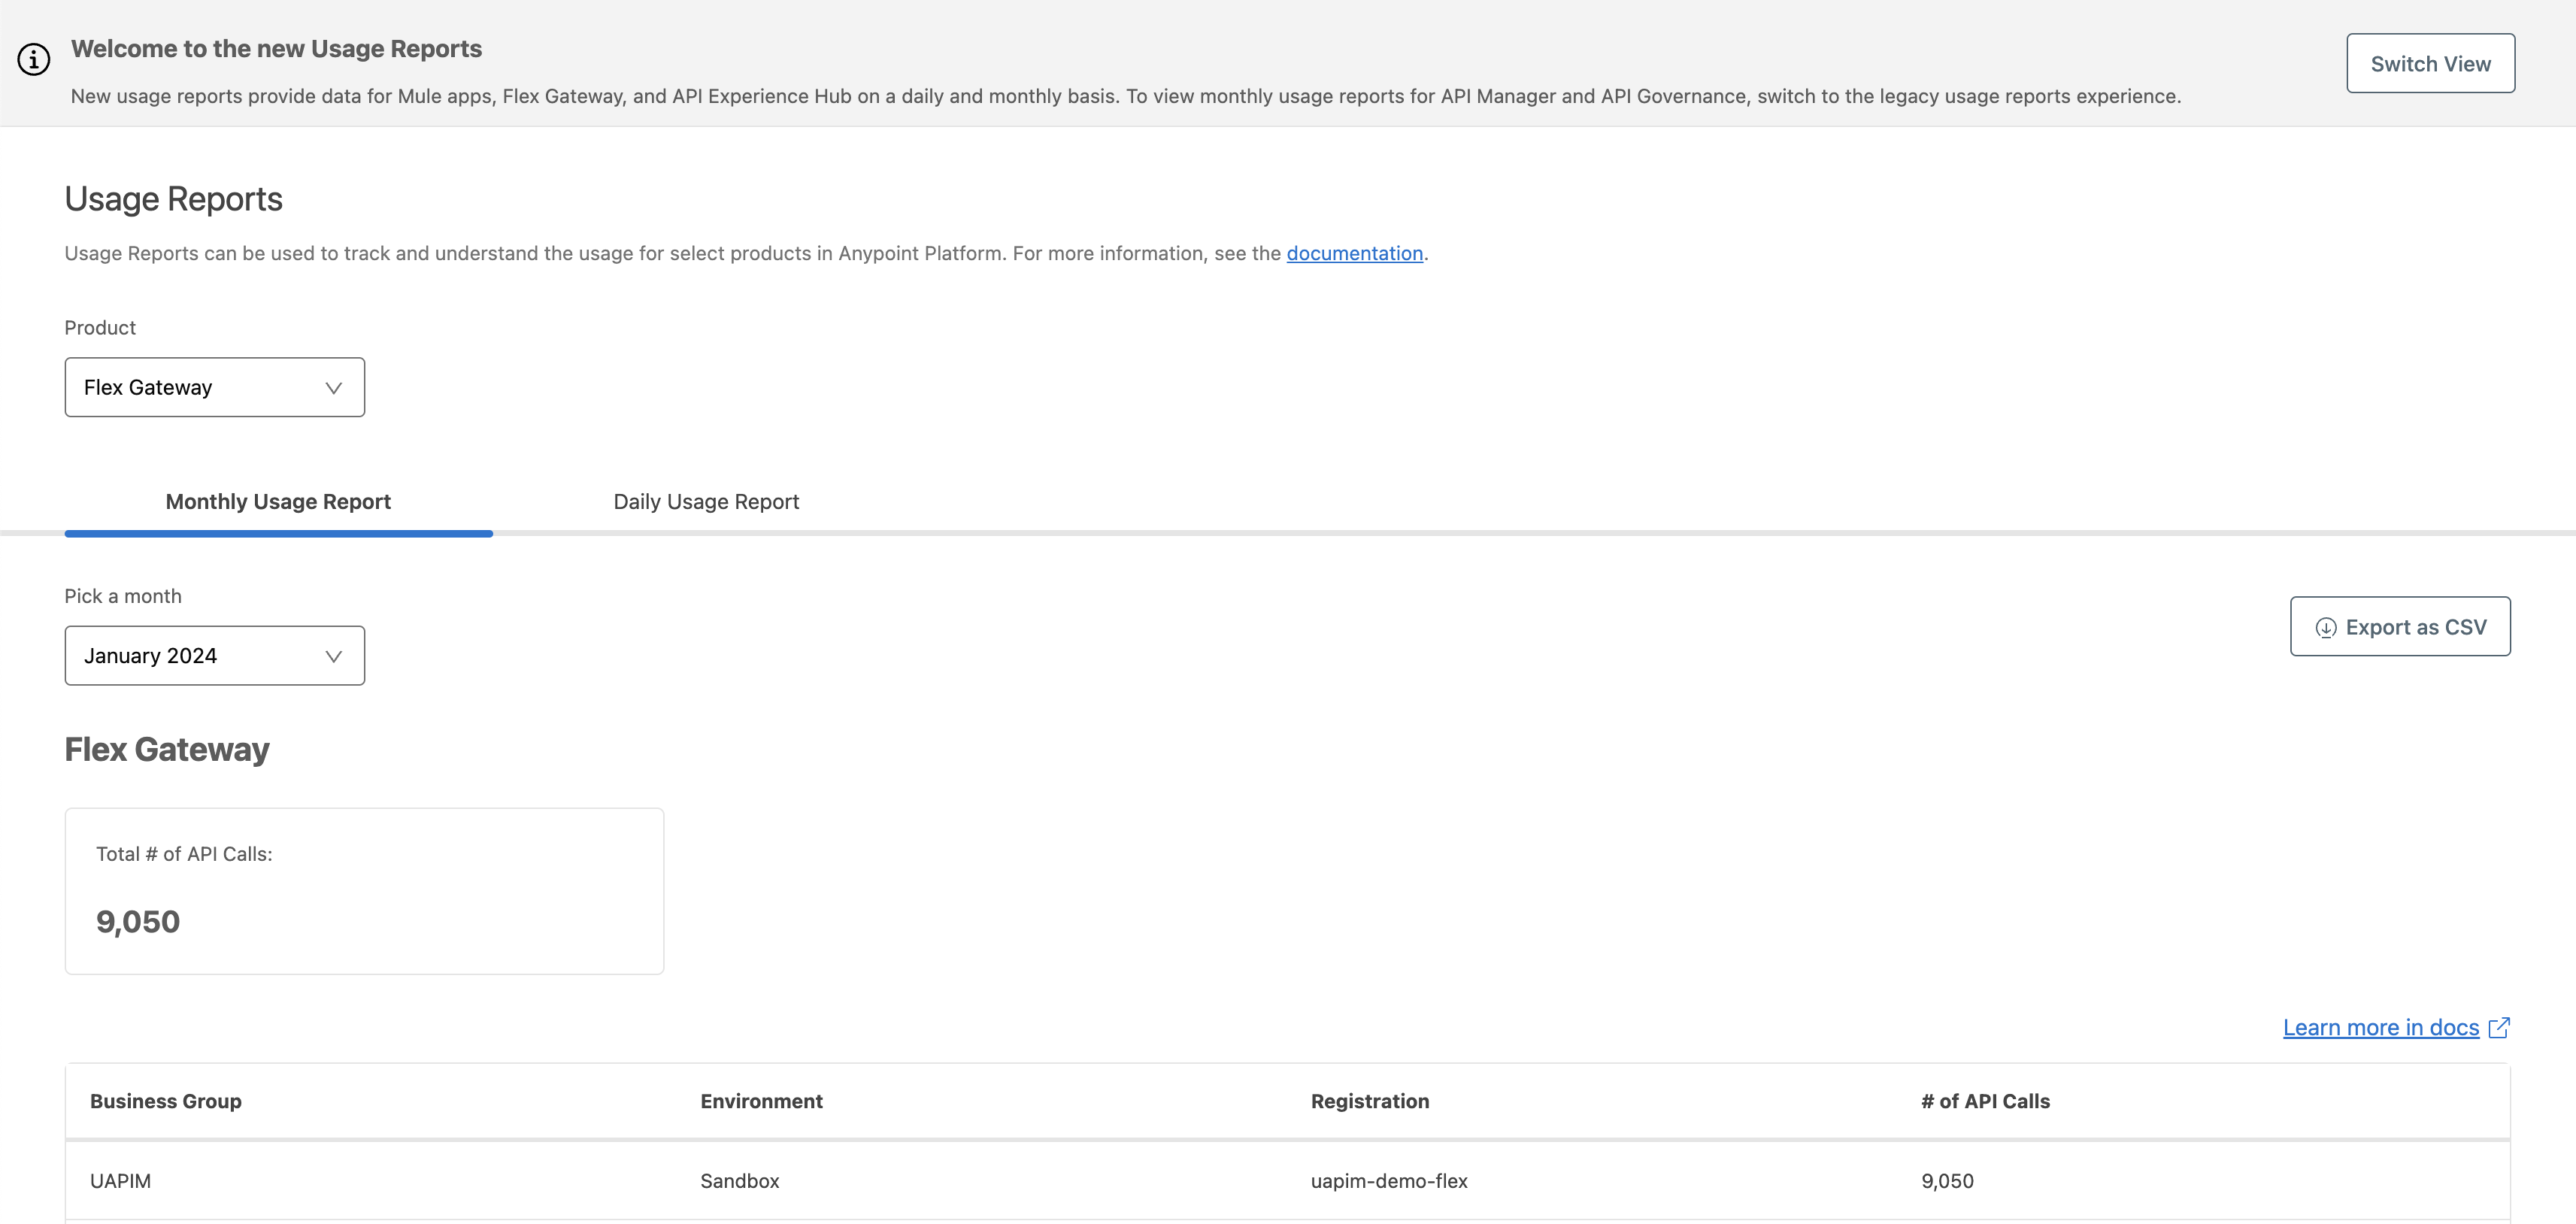 Welcome to the new Usage Reports
New usage reports provide data for Mule apps, Flex Gateway, and API Experience Hub on a daily and monthly basis. To view monthly usage reports for API Manager and API Governance, switch to the legacy usage reports experience.
Switch View
Usage Reports
Usage Reports can be used to track and understand the usage for select products in Anypoint Platform. For more information, see the documentation.
Product
Flex Gateway
Monthly Usage Report
Daily Usage Report
Pick a month
January 2024
Export as CSV
Flex Gateway
Total # of API Calls:
9,050
Learn more in docs
Business Group Environment Registration # of API Calls
UAPIM Sandbox uapim-demo-flex 9,050